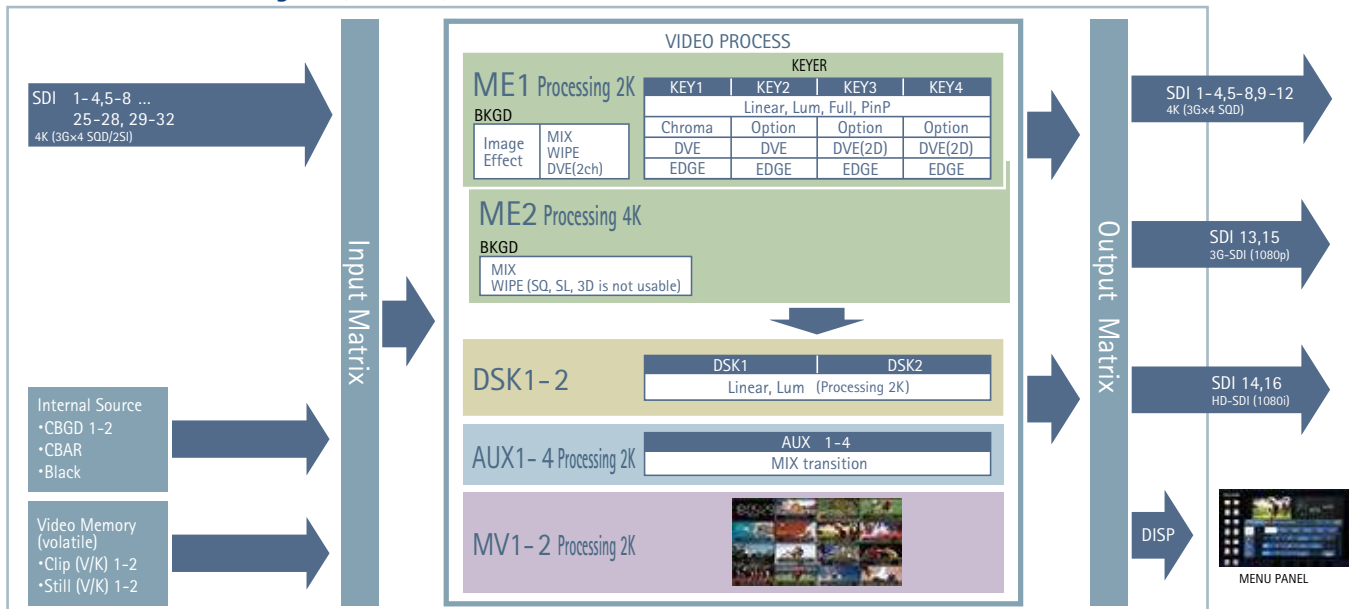 SDI 1-4,5-8 ...
25-28, 29-32
4K (3G×4 SQD/2SI)
Internal Source
•CBGD 1-2
•CBAR
•Black
Video Memory
(volatile)
•Clip (V/K) 1-2
•Still (V/K) 1-2
Input Matrix
VIDEO PROCESS
ME1 Processing 2K
BKGD
Image
Effect
MIX
WIPE
DVE(2ch)
KEYER
KEY1 KEY2 KEY3 KEY4
Linear, Lum, Full, PinP
Chroma Option Option Option
DVE DVE DVE(2D) DVE(2D)
EDGE EDGE EDGE EDGE
ME2 Processing 4K
BKGD
MIX
WIPE (SQ, SL, 3D is not usable)
DSK1-2
DSK1 DSK2
Linear, Lum (Processing 2K)
AUX1-4 Processing 2K
AUX 1-4
MIX transition
MV1-2 Processing 2K
Output Matrix
SDI 1-4,5-8,9-12
4K (3G×4 SQD)
SDI 13,15
3G-SDI (1080p)
SDI 14,16
HD-SDI (1080i)
DISP
MENU PANEL